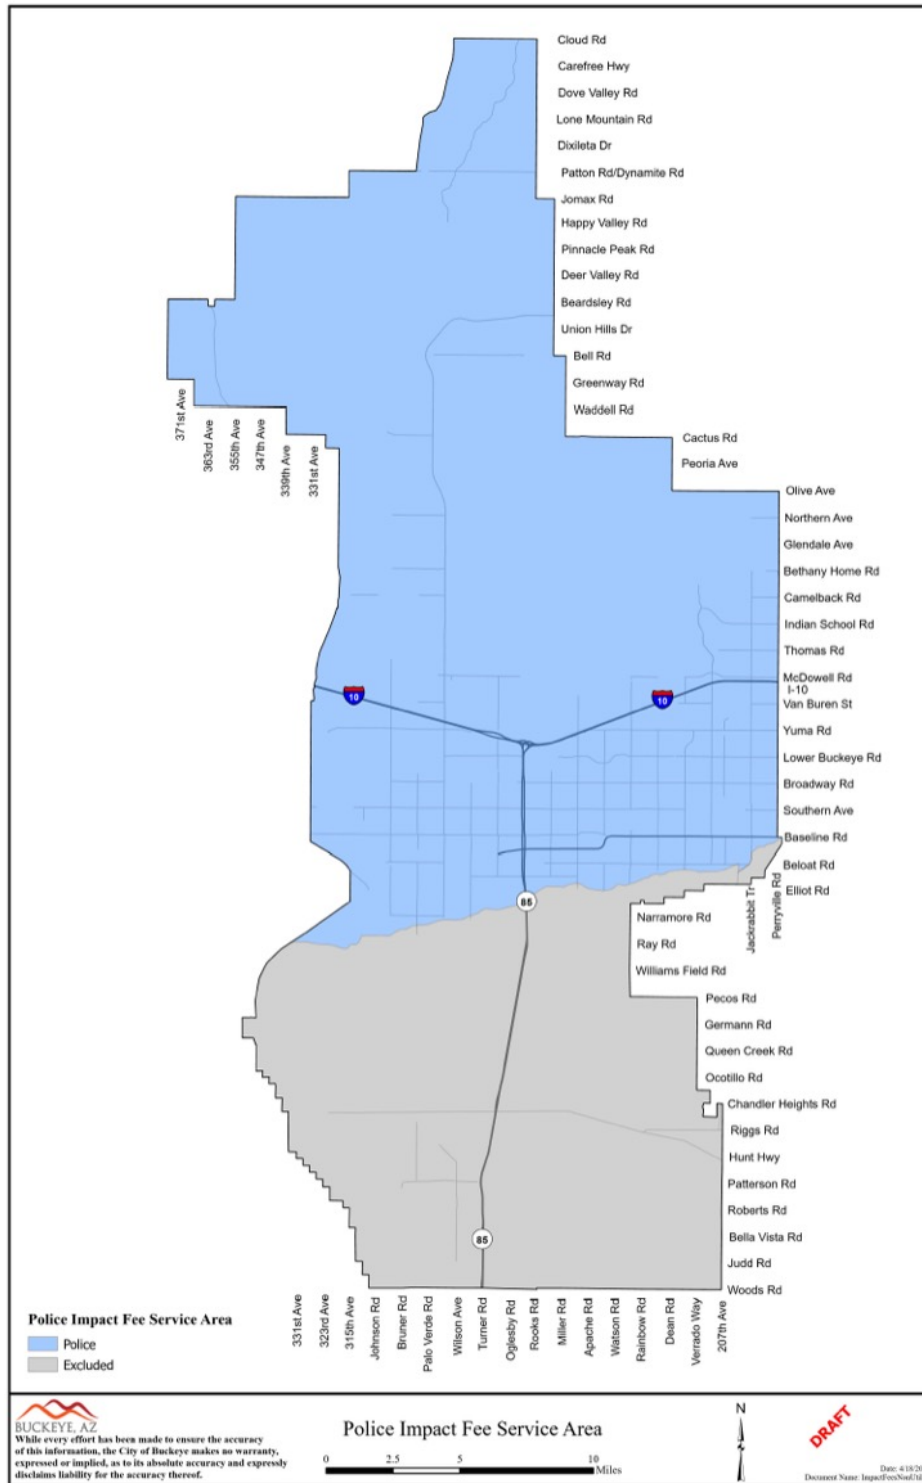 Cloud Rd
Carefree Hwy
Dove Valley Rd
Lone Mountain Rd
Dixileta Dr
Patton Rd/Dynamite Rd
Jomax Rd
Happy Valley Rd
Pinnacle Peak Rd
Deer Valley Rd
Beardsley Rd
Union Hills Dr
Bell Rd
Greenway Rd
Waddell Rd
371st Ave
363rd Ave
355th Ave
347th Ave
339th Ave
331st Ave
Cactus Rd
Peoria Ave
Olive Ave
Northern Ave
Glendale Ave
Bethany Home Rd
Camelback Rd
Indian School Rd
Thomas Rd
McDowell Rd
I-10
10
10
Van Buren St
Yuma Rd
Lower Buckeye Rd
Broadway Rd
Southern Ave
Baseline Rd
Beloat Rd
Elliot Rd
Jackrabbit Tr
Perryville Rd
85
Narramore Rd
Ray Rd
Williams Field Rd
Pecos Rd
Germann Rd
Queen Creek Rd
Ocotillo Rd
Chandler Heights Rd
Riggs Rd
Hunt Hwy
Patterson Rd
Roberts Rd
Bella Vista Rd
85
Judd Rd
Woods Rd
331st Ave
323rd Ave
315th Ave
Johnson Rd
Bruner Rd
Palo Verde Rd
Wilson Ave
Turner Rd
Oglesby Rd
Rooks Rd
Miller Rd
Apache Rd
Watson Rd
Rainbow Rd
Dean Rd
Verrado Way
207th Ave
Police Impact Fee Service Area
Police
Excluded
BUCKEYE, AZ
While every effort has been made to ensure the accuracy
of this information, the City of Buckeye makes no warranty,
expressed or implied, as to its absolute accuracy and expressly
disclaims liability for the accuracy thereof.
Police Impact Fee Service Area
0 2.5 5 10
Miles
N
DRAFT
Date: 4/18/20
Document Name: